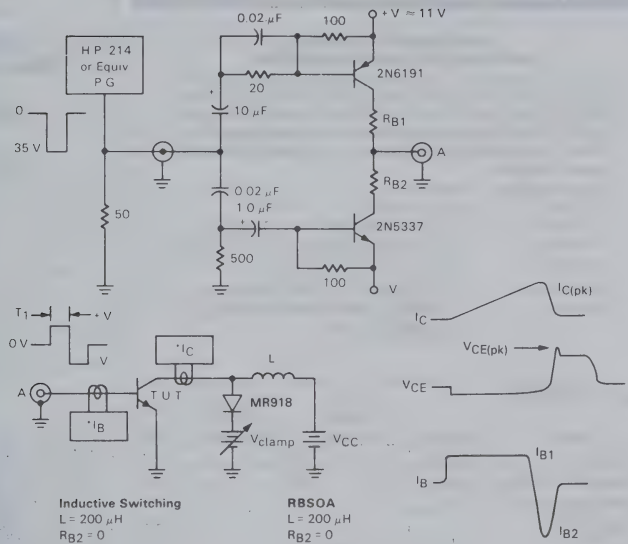 +V ≈ 11 V
0.02 μF
100
HP 214
or Equiv
PG
20
2N6191
0
35 V
+
10 μF
RB1
A
RB2
50
0.02 μF
1.0 μF
+ -
2N5337
500
100
V
T1
+V
0 V
V
*IC
L
A
TUT
MR918
*IB
Vclamp
VCC
IC
IC(pk)
VCE(pk)
VCE
IB
IB1
IB2
Inductive Switching
L = 200 μH
RB2 = 0
RBSOA
L = 200 μH
RB2 = 0